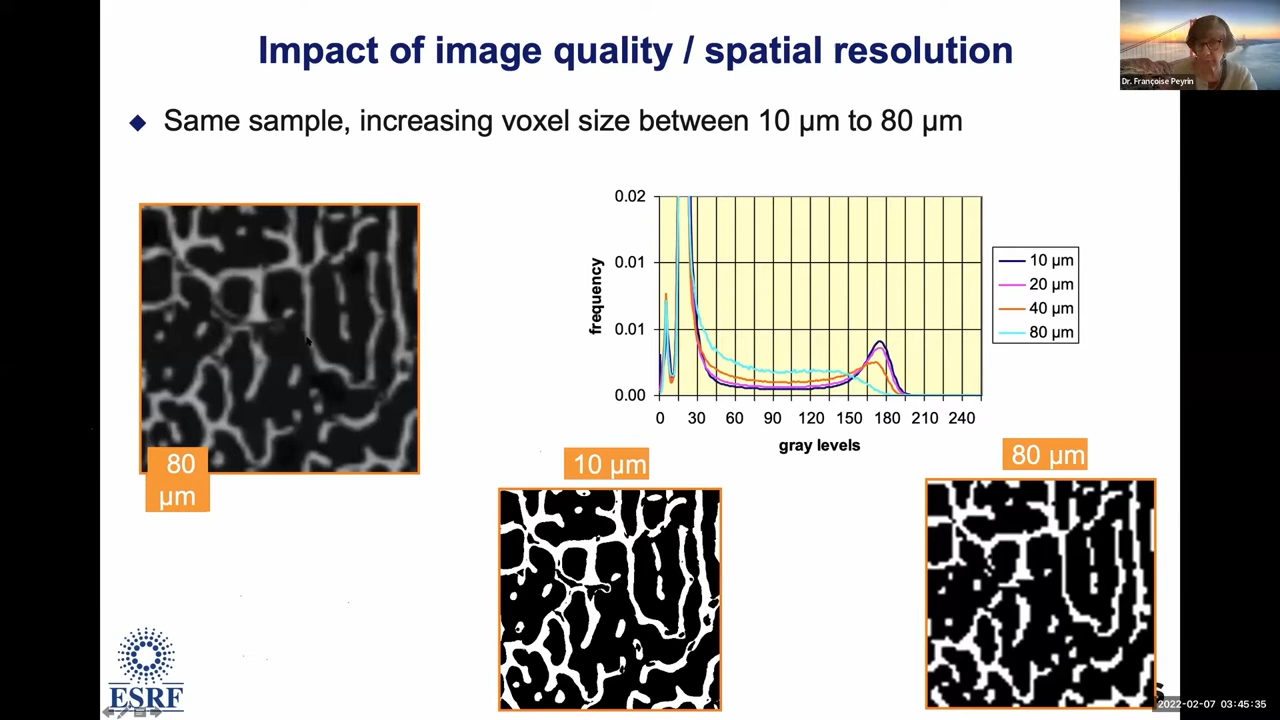 Impact of image quality / spatial resolution
Dr. Françoise Peyrin
◆ Same sample, increasing voxel size between 10 µm to 80 µm
0.02
0.01
0.01
0.00
frequency
0 30 60 90 120 150 180 210 240
gray levels
10 µm
20 µm
40 µm
80 µm
80
µm
10 µm
80 µm
ESRF
2022-02-07 03:45:35